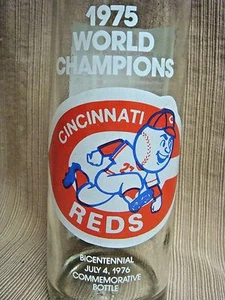 1975
WORLD
CHAMPIONS
CINCINNATI
REDS
BICENTENNIAL
JULY 4, 1976
COMMEMORATIVE
BOTTLE